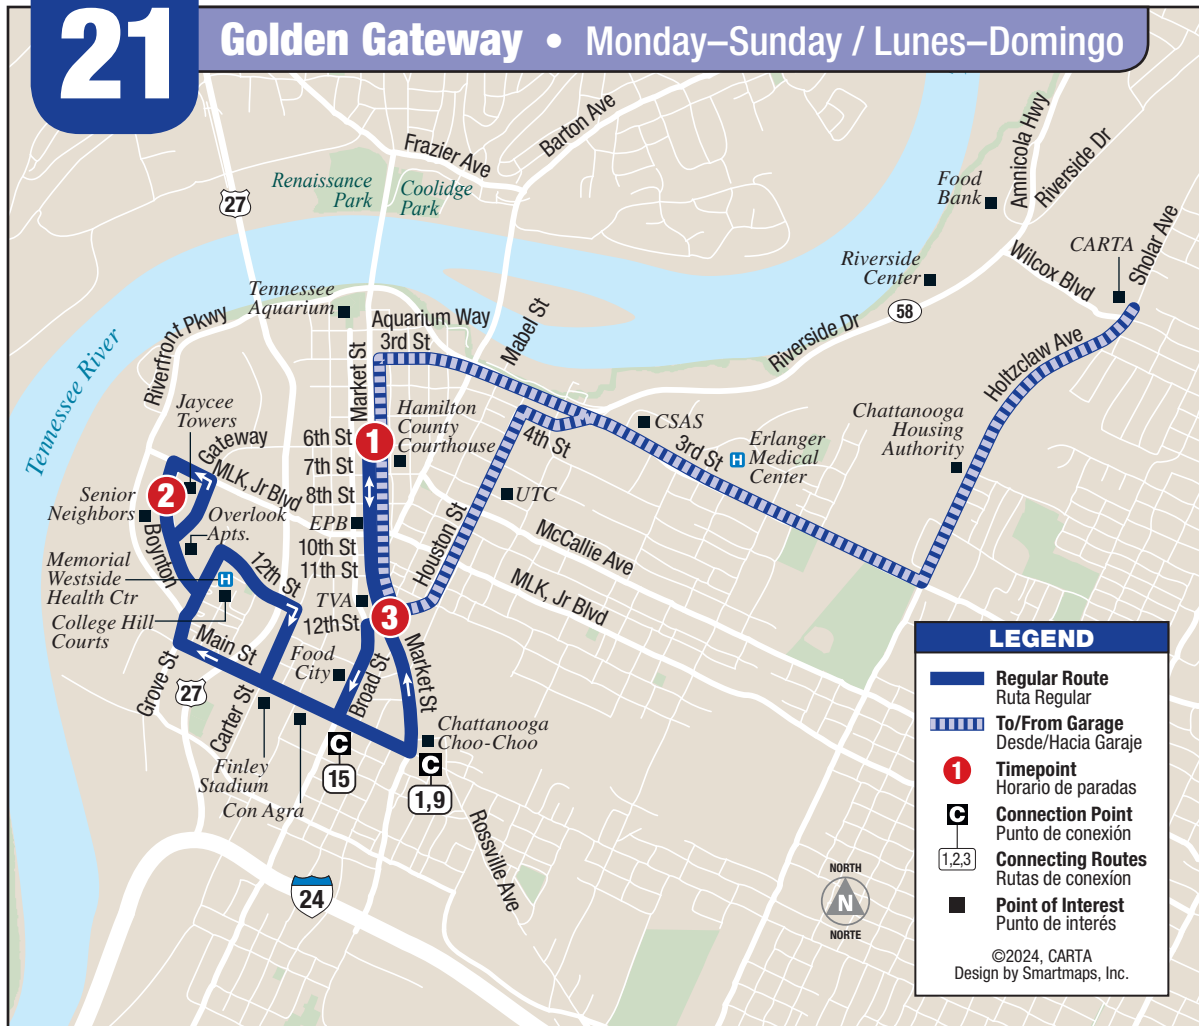 21
Golden Gateway • Monday–Sunday / Lunes–Domingo
Frazier Ave
Barton Ave
Renaissance
Park
Coolidge
Park
27
Amnicola Hwy
Riverside Dr
Food
Bank
Sholar Ave
CARTA
Wilcox Blvd
Riverside
Center
58
Tennessee
Aquarium
Riverfront Pkwy
Aquarium Way
3rd St
Mabel St
Riverside Dr
Holtzclaw Ave
Tennessee River
Market St
Jaycee
Towers
Gateway
MLK, Jr Blvd
6th St
1
7th St
8th St
EPB
10th St
11th St
TVA
12th St
Hamilton
County
Courthouse
4th St
CSAS
3rd St
H
Erlanger
Medical
Center
Chattanooga
Housing
Authority
UTC
Houston St
McCallie Ave
MLK, Jr Blvd
2
Senior
Neighbors
Boynton
Overlook
Apts.
Memorial
Westside
Health Ctr
H
College Hill
Courts
12th St
3
Main St
Food
City
Broad St
Market St
Grove St
27
Carter St
Chattanooga
Choo-Choo
Finley
Stadium
Con Agra
C
15
C
1,9
Rossville Ave
24
NORTH
N
NORTE
LEGEND
Regular Route
Ruta Regular
To/From Garage
Desde/Hacia Garaje
1
Timepoint
Horario de paradas
C
Connection Point
Punto de conexión
1,2,3
Connecting Routes
Rutas de conexíon
Point of Interest
Punto de interés
©2024, CARTA
Design by Smartmaps, Inc.